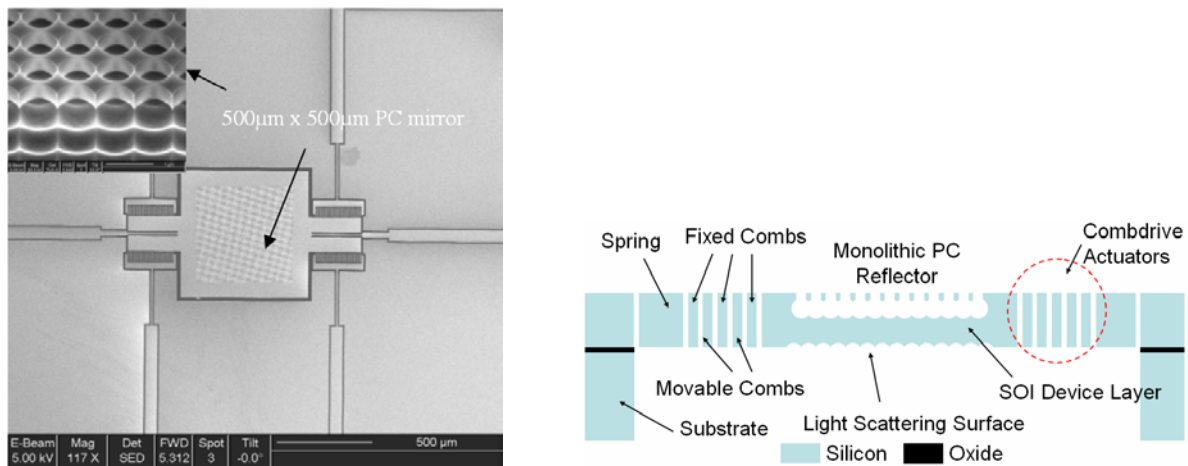 500µm x 500µm PC mirror
E-Beam Mag Det FWD Spot Tilt
5.00 kV 117 X SED 5.312 3 -0.0° 500 µm
Spring
Fixed Combs
Monolithic PC
Reflector
Combdrive
Actuators
Movable Combs
SOI Device Layer
Substrate
Light Scattering Surface
Silicon
Oxide